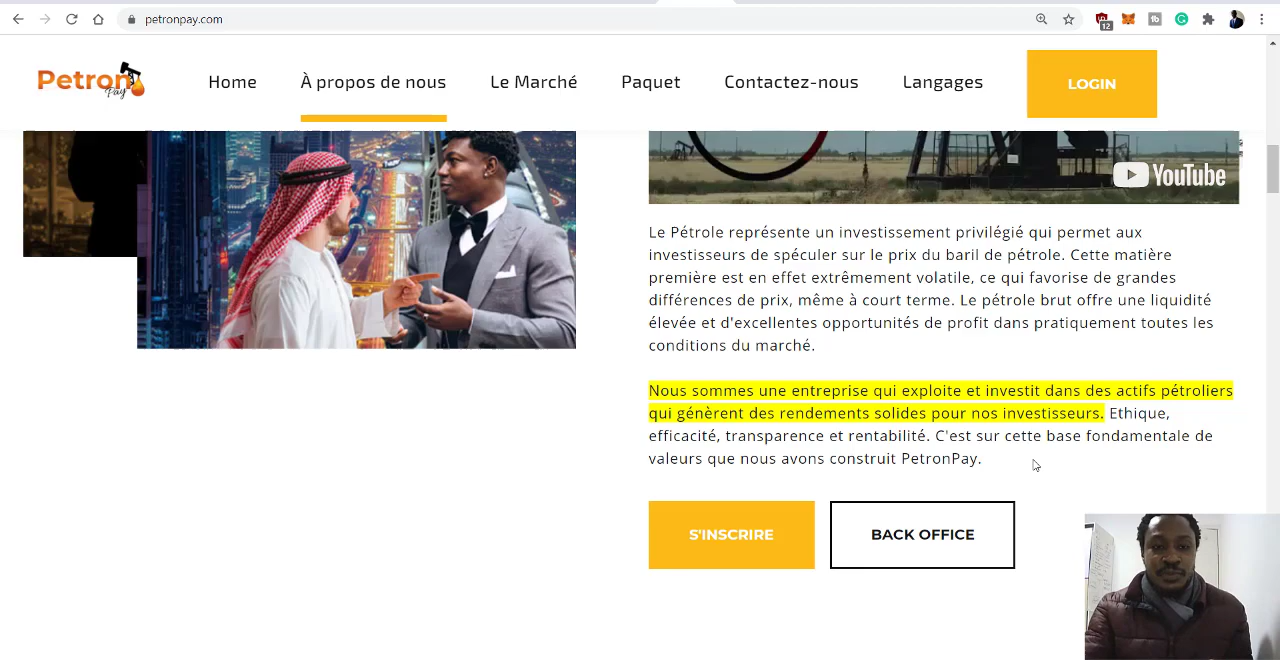 petronpay.com
12
Petron
Pay
Home
À propos de nous
Le Marché
Paquet
Contactez-nous
Langages
LOGIN
YouTube
Le Pétrole représente un investissement privilégié qui permet aux
investisseurs de spéculer sur le prix du baril de pétrole. Cette matière
première est en effet extrêmement volatile, ce qui favorise de grandes
différences de prix, même à court terme. Le pétrole brut offre une liquidité
élevée et d'excellentes opportunités de profit dans pratiquement toutes les
conditions du marché.
Nous sommes une entreprise qui exploite et investit dans des actifs pétroliers
qui génèrent des rendements solides pour nos investisseurs. Ethique,
efficacité, transparence et rentabilité. C'est sur cette base fondamentale de
valeurs que nous avons construit PetronPay.
S'INSCRIRE
BACK OFFICE